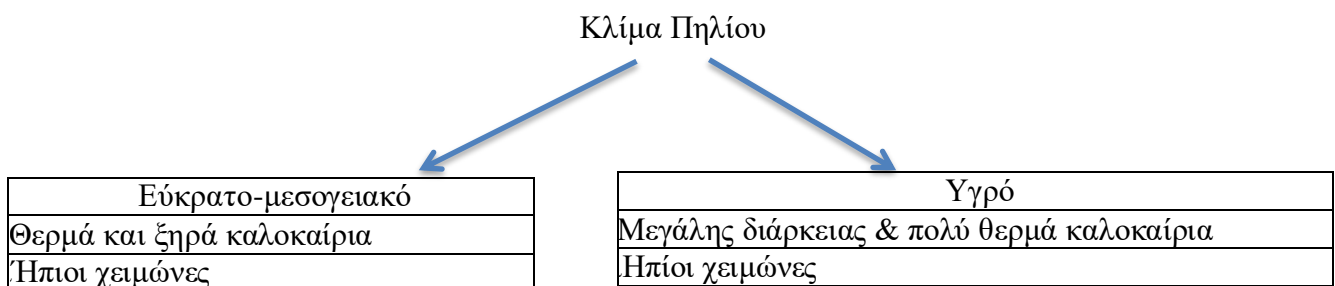 Κλίμα Πηλίου
Εύκρατο-μεσογειακό
Θερμά και ξηρά καλοκαίρια
Ήπιοι χειμώνες
Υγρό
Μεγάλης διάρκειας & πολύ θερμά καλοκαίρια
Ηπίοι χειμώνες